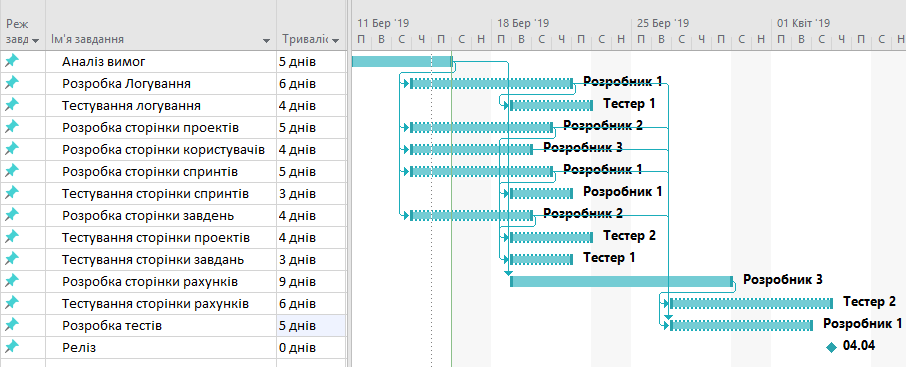 11 Бер '19 18 Бер '19 25 Бер '19 01 Квіт '19
Реж
завд Ім'я завдання Триваліс П В С Ч П С Н П В С Ч П С Н П В С Ч П С Н П В С Ч П С Н
Аналіз вимог 5 днів
Розробка Логування 6 днів Розробник 1
Тестування логування 4 днів Тестер 1
Розробка сторінки проектів 5 днів Розробник 2
Розробка сторінки користувачів 4 днів Розробник 3
Розробка сторінки спринтів 5 днів Розробник 1
Тестування сторінки спринтів 3 днів Розробник 1
Розробка сторінки завдень 4 днів Розробник 2
Тестування сторінки проектів 4 днів Тестер 2
Тестування сторінки завдань 3 днів Тестер 1
Розробка сторінки рахунків 9 днів Розробник 3
Тестування сторінки рахунків 6 днів Тестер 2
Розробка тестів 5 днів Розробник 1
Реліз 0 днів 04.04